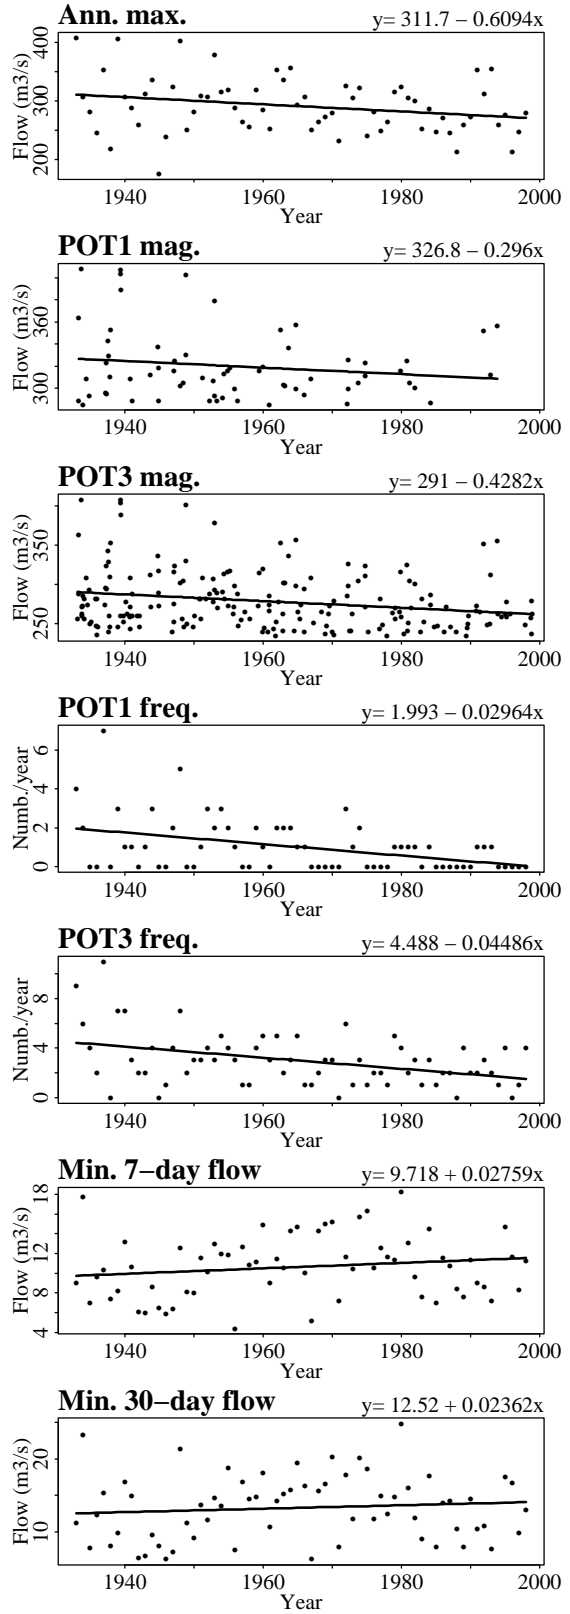 Ann. max.
y= 311.7 − 0.6094x
Flow (m3/s)
200 300 400
1940 1960 1980 2000
Year
POT1 mag.
y= 326.8 − 0.296x
Flow (m3/s)
300 360
1940 1960 1980 2000
Year
POT3 mag.
y= 291 − 0.4282x
Flow (m3/s)
250 350
1940 1960 1980 2000
Year
POT1 freq.
y= 1.993 − 0.02964x
Numb./year
0 2 4 6
1940 1960 1980 2000
Year
POT3 freq.
y= 4.488 − 0.04486x
Numb./year
0 4 8
1940 1960 1980 2000
Year
Min. 7−day flow
y= 9.718 + 0.02759x
Flow (m3/s)
4 8 12 18
1940 1960 1980 2000
Year
Min. 30−day flow
y= 12.52 + 0.02362x
Flow (m3/s)
10 20
1940 1960 1980 2000
Year